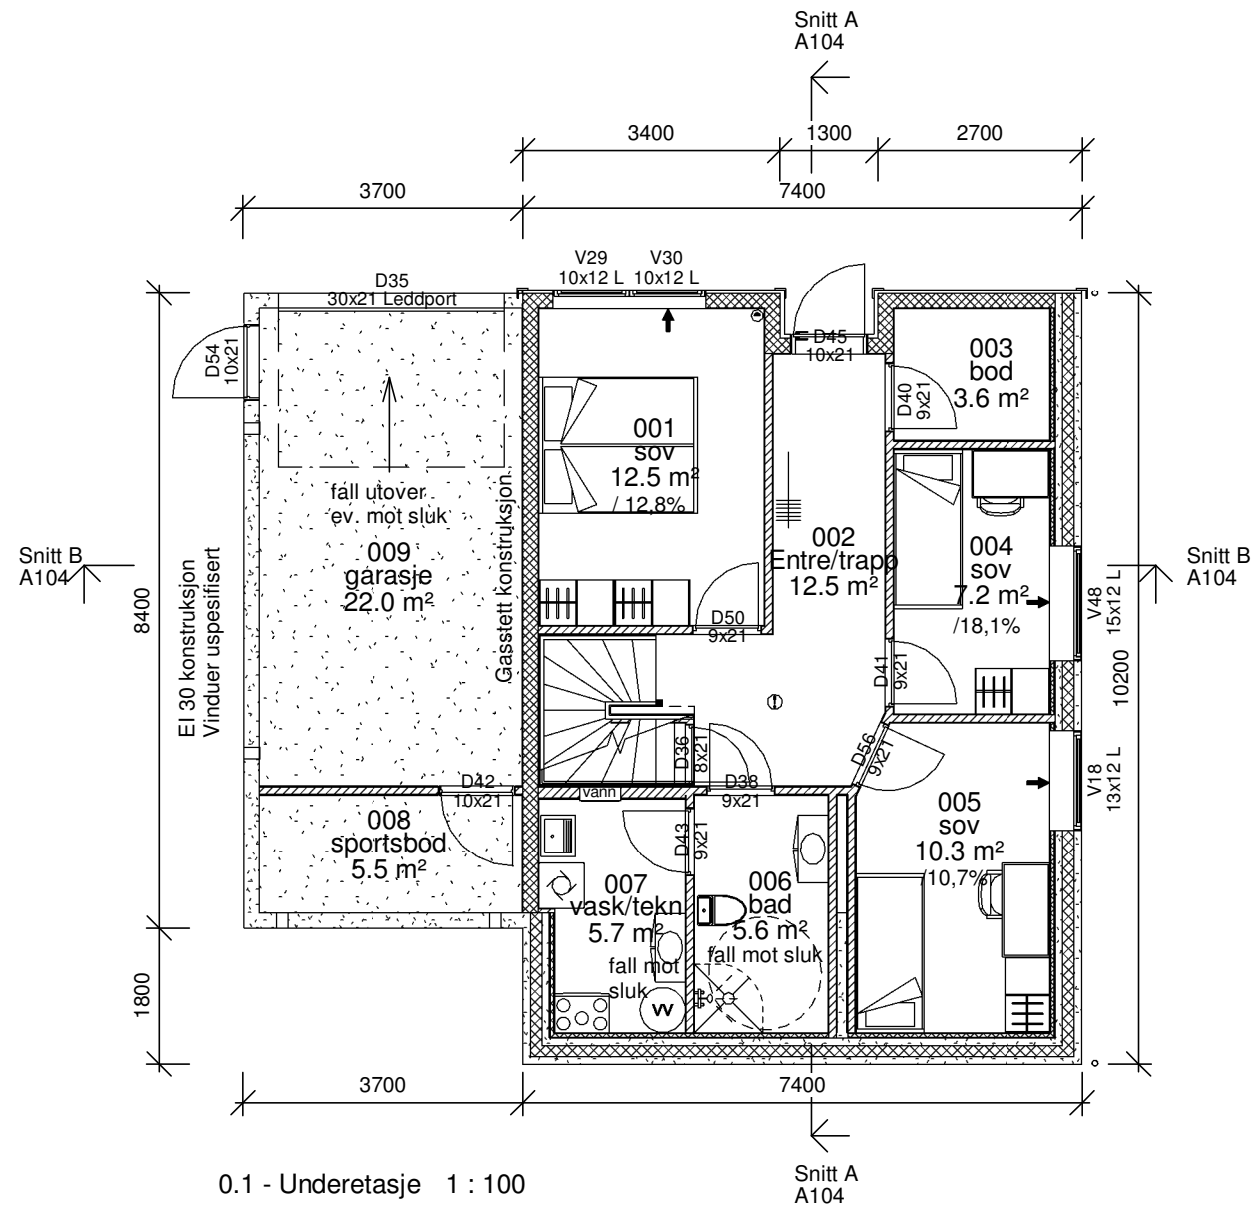 Snitt A
A104
3400
1300
2700
3700
7400
V29
10x12 L
V30
10x12 L
D35
30x21 Leddport
D54
10x21
D45
10x21
D40
9x21
003
bod
3.6 m²
001
sov
12.5 m²
/ 12,8%
fall utover
ev. mot sluk
Gasstett konstruksjon
009
garasje
22.0 m²
002
Entre/trapp
12.5 m²
004
sov
7.2 m²
/18,1%
Snitt B
A104
Snitt B
A104
EI 30 konstruksjon
Vinduer uspesifisert
8400
10200
V48
15x12 L
D50
9x21
D41
9x21
D36
8x21
D56
9x21
D38
9x21
D42
10x21
vann
V18
13x12 L
008
sportsbod
5.5 m²
D43
9x21
005
sov
10.3 m²
/10,7%
007
vask/tekn
5.7 m²
fall mot
sluk
006
bad
5.6 m²
fall mot sluk
VV
1800
3700
7400
Snitt A
A104
0.1 - Underetasje 1 : 100